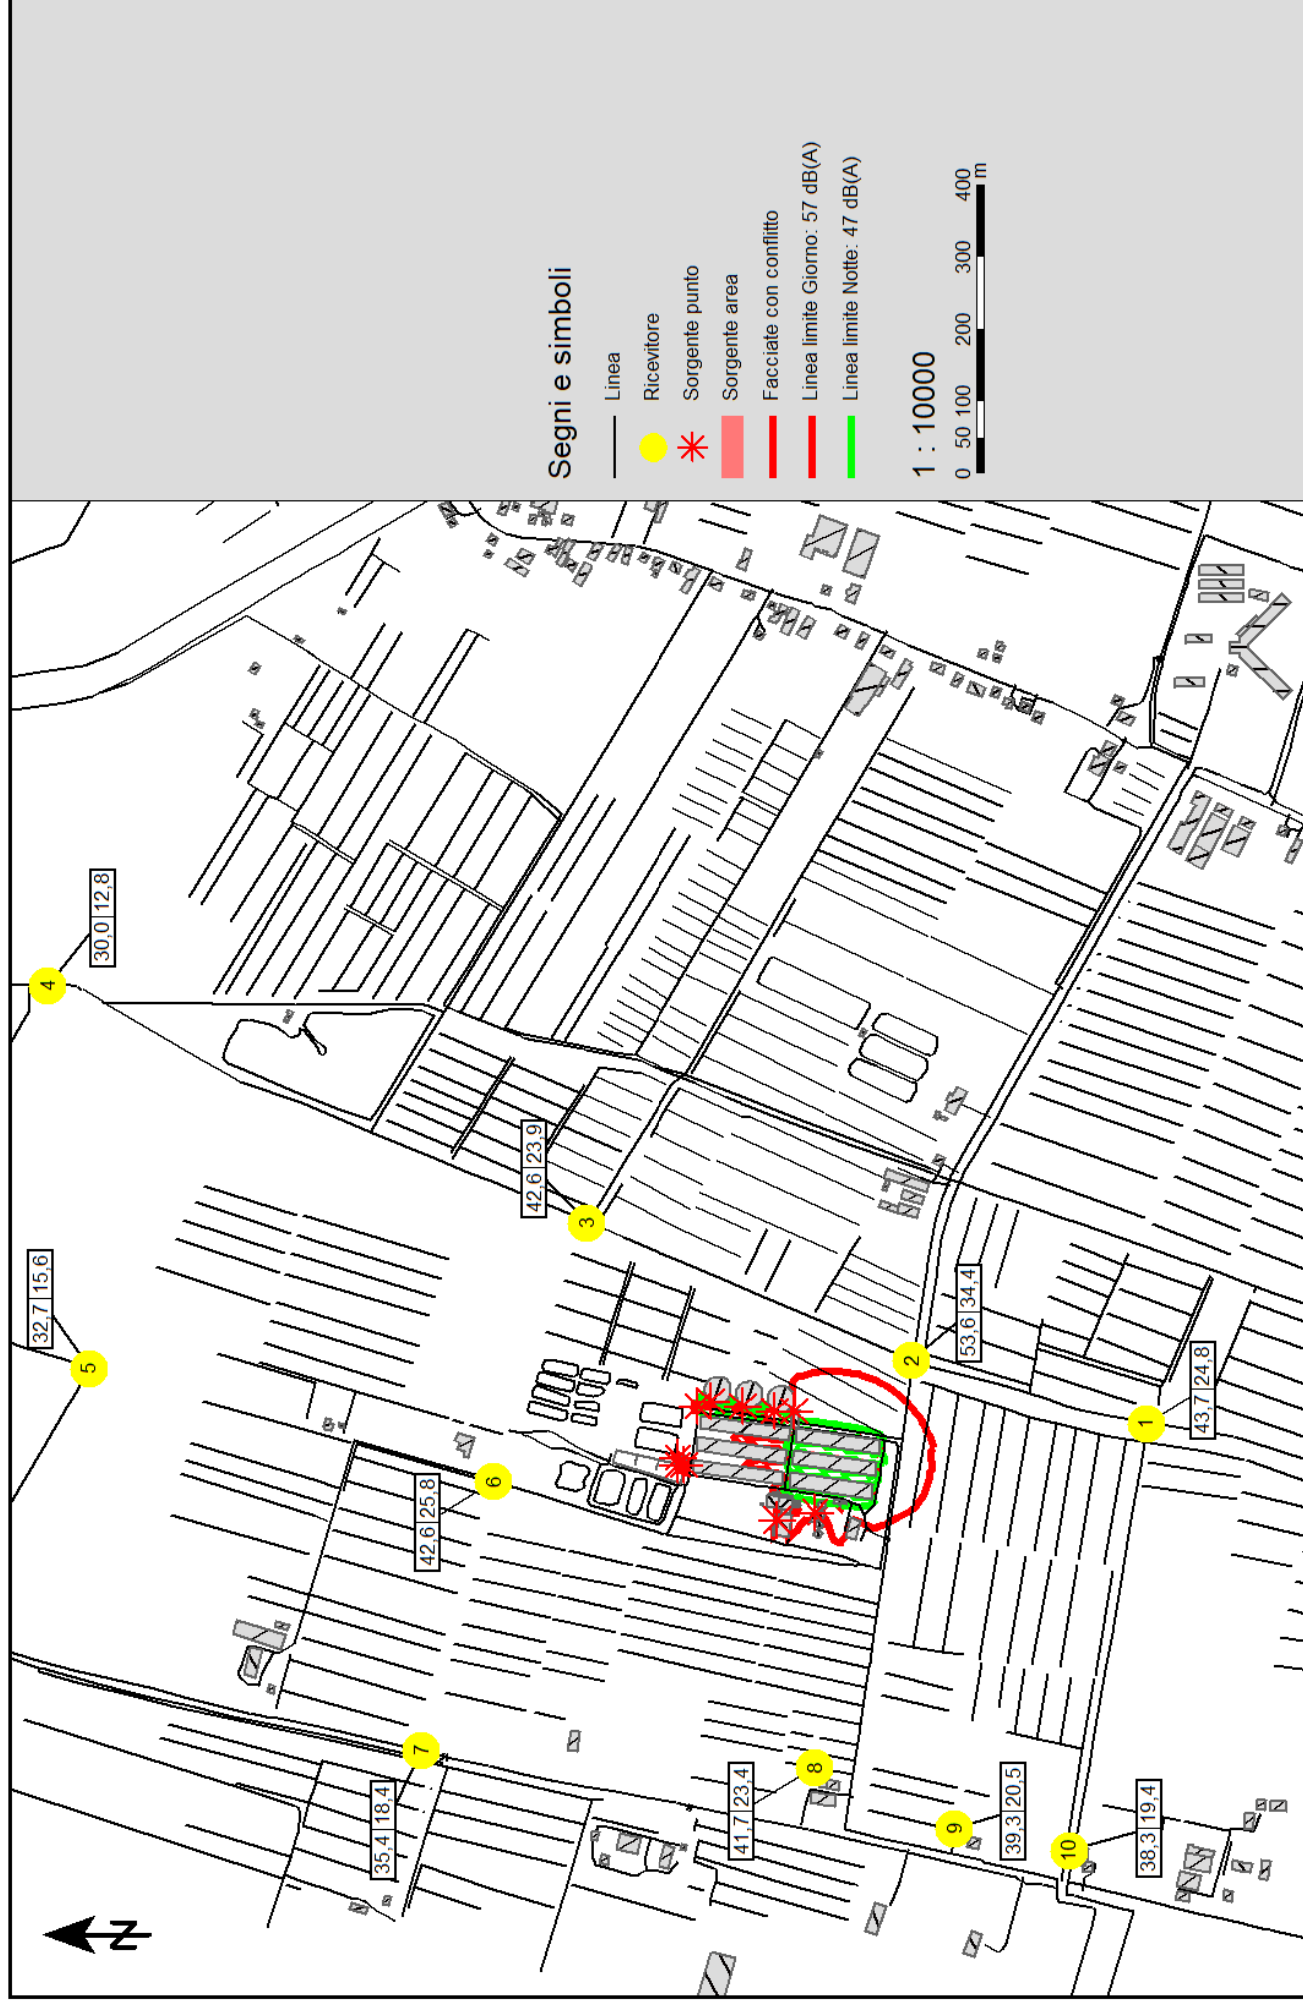 N
7
35,4 18,4
8
41,7 23,4
9
39,3 20,5
10
38,3 19,4
6
42,6 25,8
5
32,7 15,6
1
43,7 24,8
2
53,6 34,4
3
42,6 23,9
4
30,0 12,8
Segni e simboli
Linea
Ricevitore
Sorgente punto
Sorgente area
Facciate con conflitto
Linea limite Giorno: 57 dB(A)
Linea limite Notte: 47 dB(A)
1 : 10000
0 50 100 200 300 400
m